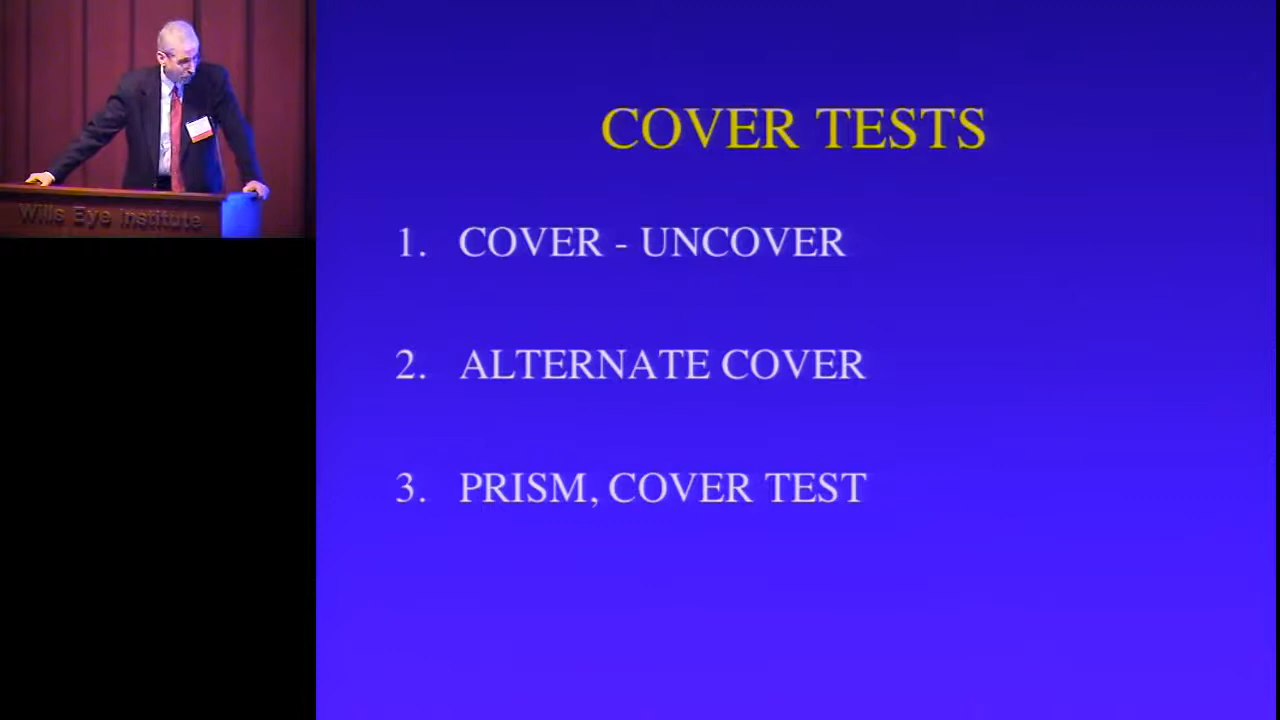 COVER TESTS
1. COVER - UNCOVER
2. ALTERNATE COVER
3. PRISM, COVER TEST
Wills Eye Institute